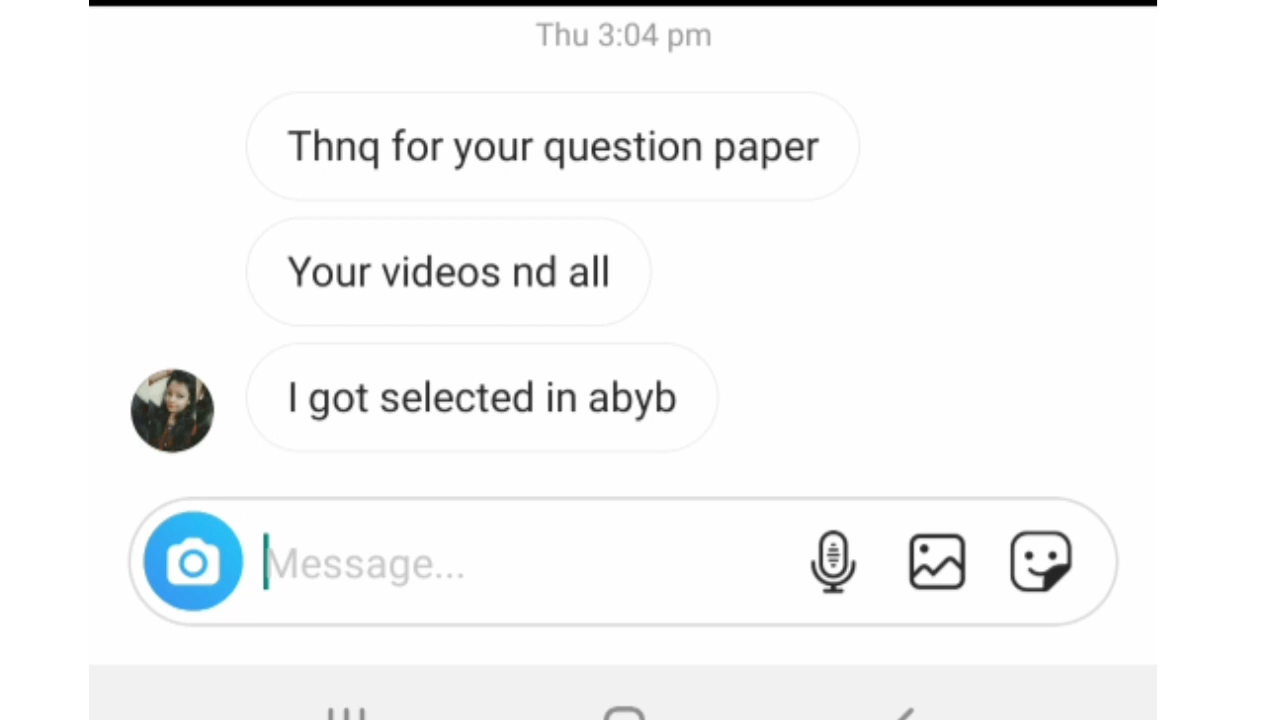 Thu 3:04 pm
Thnq for your question paper
Your videos nd all
I got selected in abyb
Message...